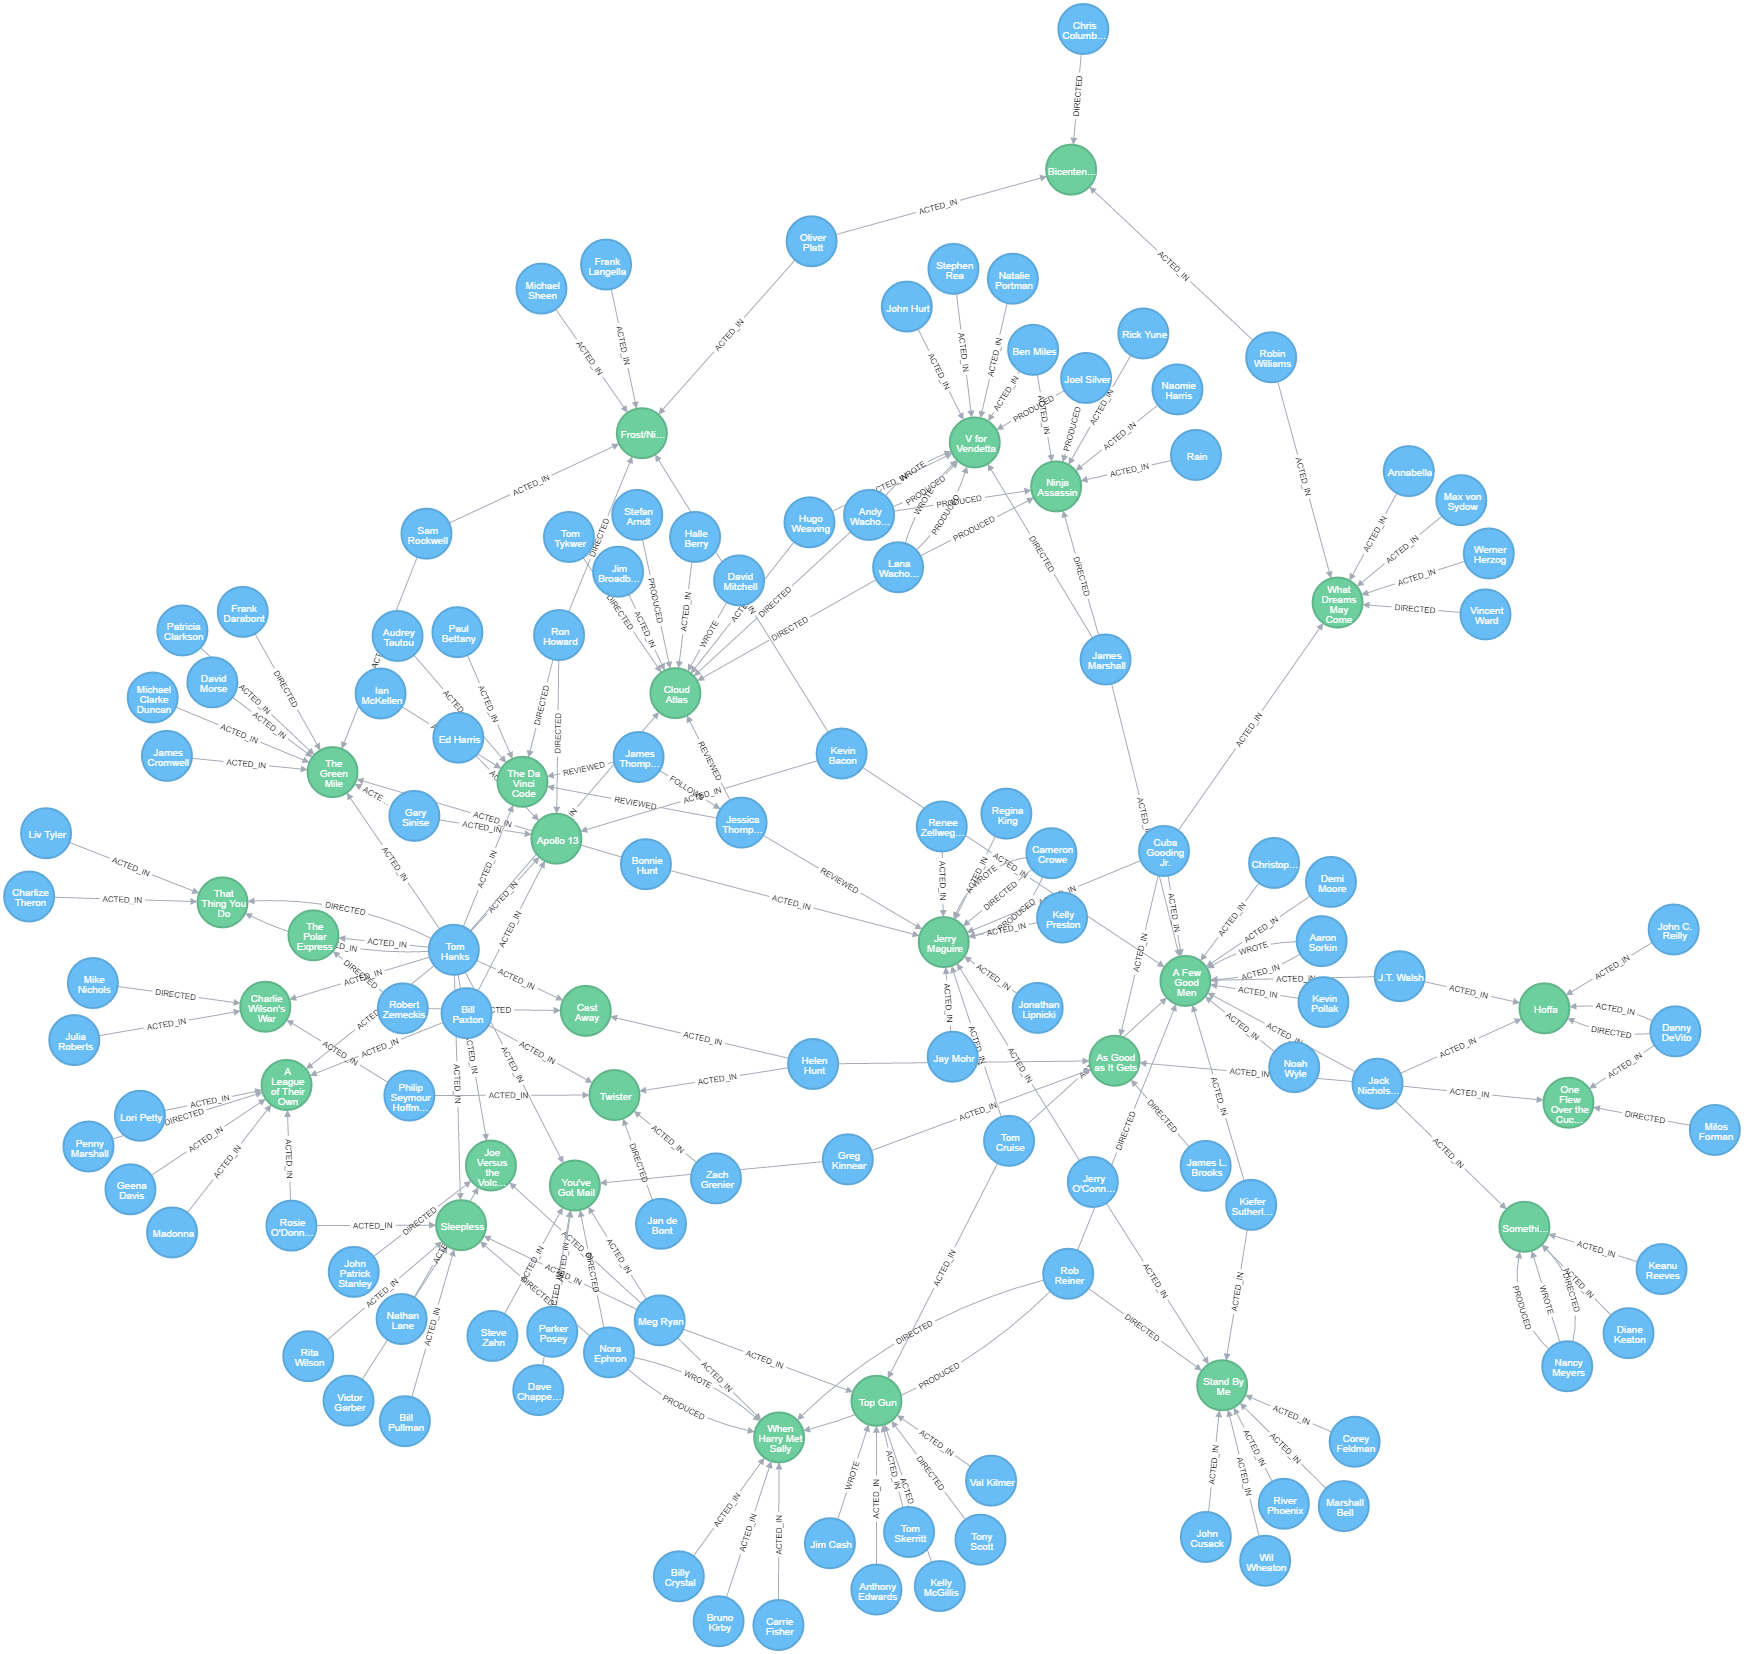 Chris
Columb...
DIRECTED
Bicenten...
ACTED_IN
Oliver
Platt
Frank
Langella
Michael
Sheen
Stephen
Rea
Natalie
Portman
John Hurt
ACTED_IN
Rick Yune
Ben Miles
Joel Silver
Robin
Williams
Naomie
Harris
ACTED_IN
ACTED_IN
ACTED_IN
ACTED_IN
ACTED_IN
ACTED_IN
ACTED_IN
ACTED_IN
PRODUCED
ACTED_IN
PRODUCED
ACTED_IN
ACTED_IN
Frost/Ni...
V for
Vendetta
Rain
ACTED_IN
Ninja
Assassin
ACTED_IN
Annabella
Max von
Sydow
ACTED_IN
WROTE
PRODUCED
PRODUCED
WROTE
PRODUCED
PRODUCED
Stefan
Arndt
Sam
Rockwell
Tom
Tykwer
Halle
Berry
Hugo
Weaving
Andy
Wacho...
DIRECTED
Jim
Broadb...
David
Mitchell
Lana
Wacho...
DIRECTED
DIRECTED
ACTED_IN
ACTED_IN
Werner
Herzog
ACTED_IN
DIRECTED
Vincent
Ward
What
Dreams
May
Come
DIRECTED
PRODUCED
ACTED_IN
ACTED_IN
WROTE
DIRECTED
DIRECTED
Frank
Darabont
Patricia
Clarkson
Audrey
Tautou
Paul
Bettany
Ron
Howard
James
Marshall
David
Morse
Michael
Clarke
Duncan
Ian
McKellen
Cloud
Atlas
DIRECTED
ACTED_IN
ACTED_IN
ACTED_IN
ACTED_IN
DIRECTED
DIRECTED
ACTED_IN
James
Cromwell
ACTED_IN
The
Green
Mile
Ed Harris
The Da
Vinci
Code
James
Thomp...
Kevin
Bacon
REVIEWED
REVIEWED
REVIEWED
FOLLOWS
ACTED_IN
Gary
Sinise
ACTED_IN
ACTED_IN
Apollo 13
Jessica
Thomp...
Renee
Zellweg...
Regina
King
Cameron
Crowe
Cuba
Gooding
Jr.
Liv Tyler
ACTED_IN
Bonnie
Hunt
ACTED_IN
REVIEWED
ACTED_IN
ACTED_IN
WROTE
DIRECTED
PRODUCED
ACTED_IN
ACTED_IN
Christop...
Demi
Moore
Charlize
Theron
ACTED_IN
That
Thing You
Do
DIRECTED
ACTED_IN
ACTED_IN
ACTED_IN
ACTED_IN
The
Polar
Express
ACTED_IN
Tom
Hanks
Kelly
Preston
ACTED_IN
Jerry
Maguire
ACTED_IN
ACTED_IN
ACTED_IN
WROTE
ACTED_IN
ACTED_IN
ACTED_IN
Aaron
Sorkin
John C.
Reilly
Mike
Nichols
DIRECTED
DIRECTED
ACTED_IN
ACTED_IN
A Few
Good
Men
J.T. Walsh
ACTED_IN
ACTED_IN
Charlie
Wilson's
War
Robert
Zemeckis
Bill
Paxton
Cast
Away
ACTED_IN
Jonathan
Lipnicki
Kevin
Pollak
Hoffa
ACTED_IN
DIRECTED
Danny
DeVito
Julia
Roberts
ACTED_IN
ACTED_IN
ACTED_IN
ACTED_IN
ACTED_IN
ACTED_IN
Helen
Hunt
Jay Mohr
ACTED_IN
ACTED_IN
ACTED_IN
As Good
as It Gets
ACTED_IN
ACTED_IN
ACTED_IN
Noah
Wyle
Jack
Nichols...
ACTED_IN
ACTED_IN
ACTED_IN
One
Flew
Over the
Cuc...
DIRECTED
Milos
Forman
A
League
of Their
Own
Philip
Seymour
Hoffm...
ACTED_IN
Twister
ACTED_IN
ACTED_IN
Lori Petty
ACTED_IN
DIRECTED
Penny
Marshall
ACTED_IN
ACTED_IN
ACTED_IN
ACTED_IN
ACTED_IN
DIRECTED
Tom
Cruise
DIRECTED
DIRECTED
ACTED_IN
ACTED_IN
Joe
Versus
the
Volc...
You've
Got Mail
Zach
Grenier
Greg
Kinnear
Jerry
O'Conn...
James L.
Brooks
Geena
Davis
Madonna
Rosie
O'Donn...
ACTED_IN
Sleepless
Jan de
Bont
Kiefer
Sutherl...
Somethi...
DIRECTED
ACTED_IN
ACTED_IN
ACTED_IN
DIRECTED
DIRECTED
ACTED_IN
ACTED_IN
ACTED_IN
ACTED_IN
ACTED_IN
ACTED_IN
Keanu
Reeves
John
Patrick
Stanley
Rob
Reiner
ACTED_IN
DIRECTED
WROTE
PRODUCED
Nathan
Lane
ACTED_IN
Steve
Zahn
Parker
Posey
Meg Ryan
DIRECTED
DIRECTED
Diane
Keaton
Rita
Wilson
Nora
Ephron
WROTE
ACTED_IN
ACTED_IN
PRODUCED
PRODUCED
Nancy
Meyers
Victor
Garber
Dave
Chappe...
Bill
Pullman
Top Gun
Stand By
Me
When
Harry Met
Sally
ACTED_IN
Corey
Feldman
ACTED_IN
WROTE
ACTED_IN
ACTED_IN
DIRECTED
ACTED_IN
ACTED_IN
ACTED_IN
ACTED_IN
Val Kilmer
ACTED_IN
ACTED_IN
ACTED_IN
River
Phoenix
Marshall
Bell
Jim Cash
Tom
Skerritt
Tony
Scott
John
Cusack
Wil
Wheaton
Billy
Crystal
Anthony
Edwards
Kelly
McGillis
Bruno
Kirby
Carrie
Fisher